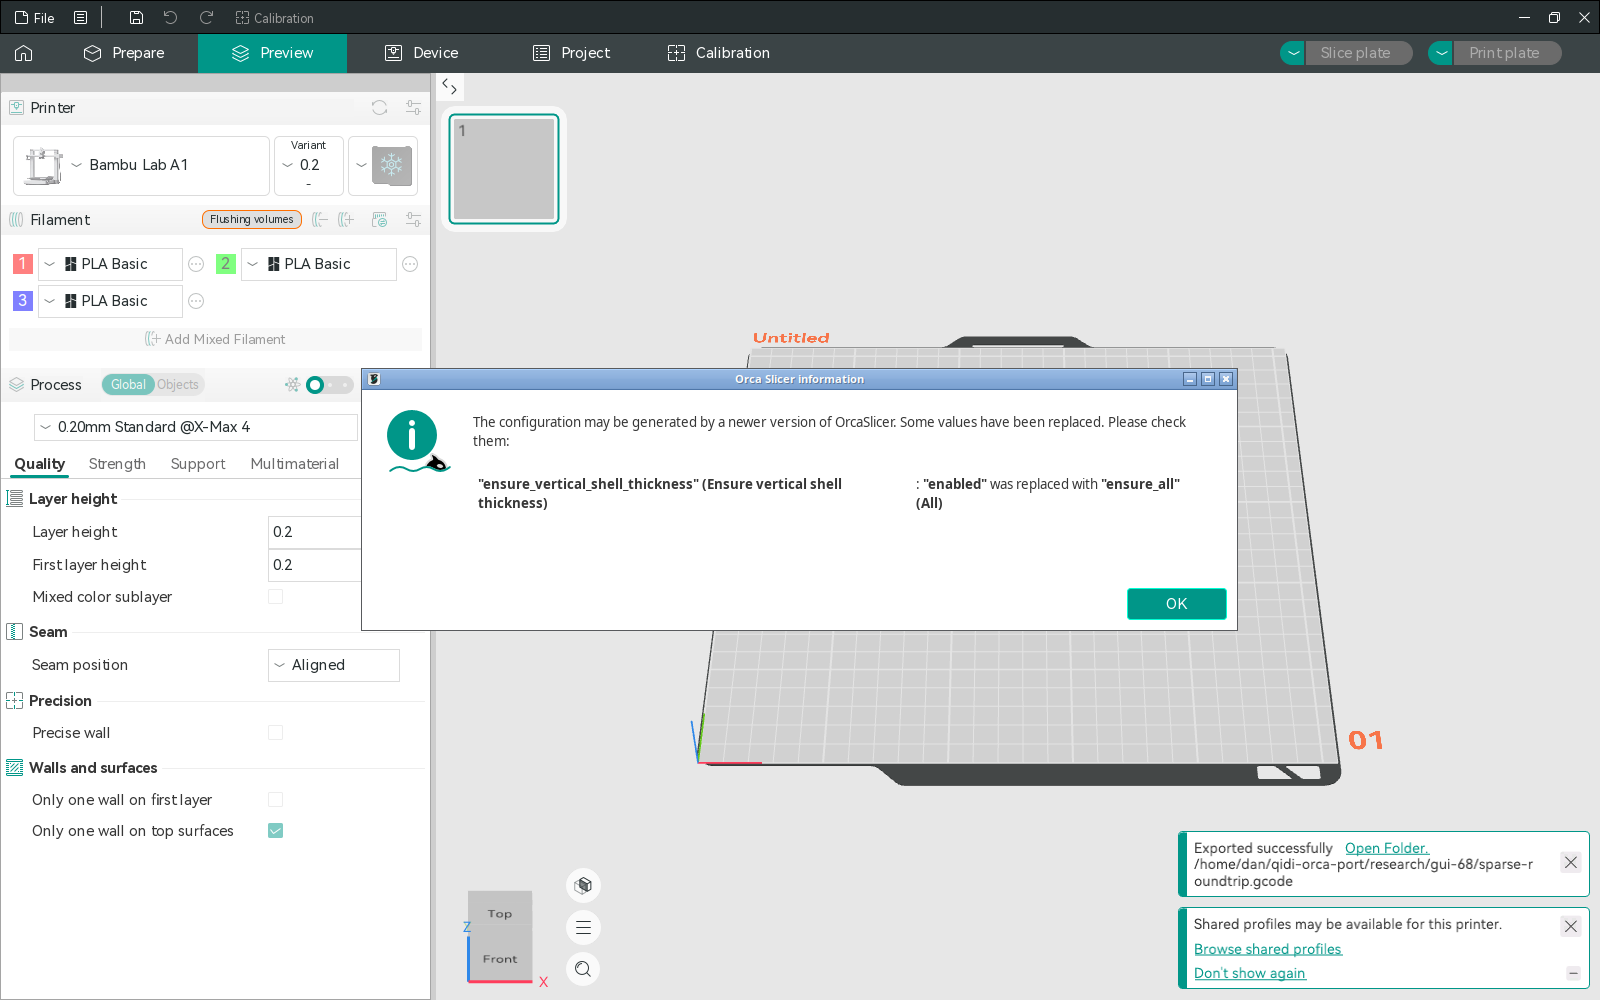 File
Calibration
Prepare
Preview
Device
Project
Calibration
Slice plate
Print plate
Printer
Bambu Lab A1
Variant
0.2
-
Filament
Flushing volumes
1 PLA Basic
2 PLA Basic
3 PLA Basic
Add Mixed Filament
Process
Global Objects
0.20mm Standard @X-Max 4
Quality
Strength
Support
Multimaterial
Layer height
Layer height 0.2
First layer height 0.2
Mixed color sublayer
Seam
Seam position Aligned
Precision
Precise wall
Walls and surfaces
Only one wall on first layer
Only one wall on top surfaces
1
Untitled
Orca Slicer information
The configuration may be generated by a newer version of OrcaSlicer. Some values have been replaced. Please check
them:
"ensure_vertical_shell_thickness" (Ensure vertical shell
thickness)
: "enabled" was replaced with "ensure_all"
(All)
OK
01
Top
Front
Z
X
Exported successfully Open Folder.
/home/dan/qidi-orca-port/research/gui-68/sparse-r
oundtrip.gcode
Shared profiles may be available for this printer.
Browse shared profiles
Don't show again